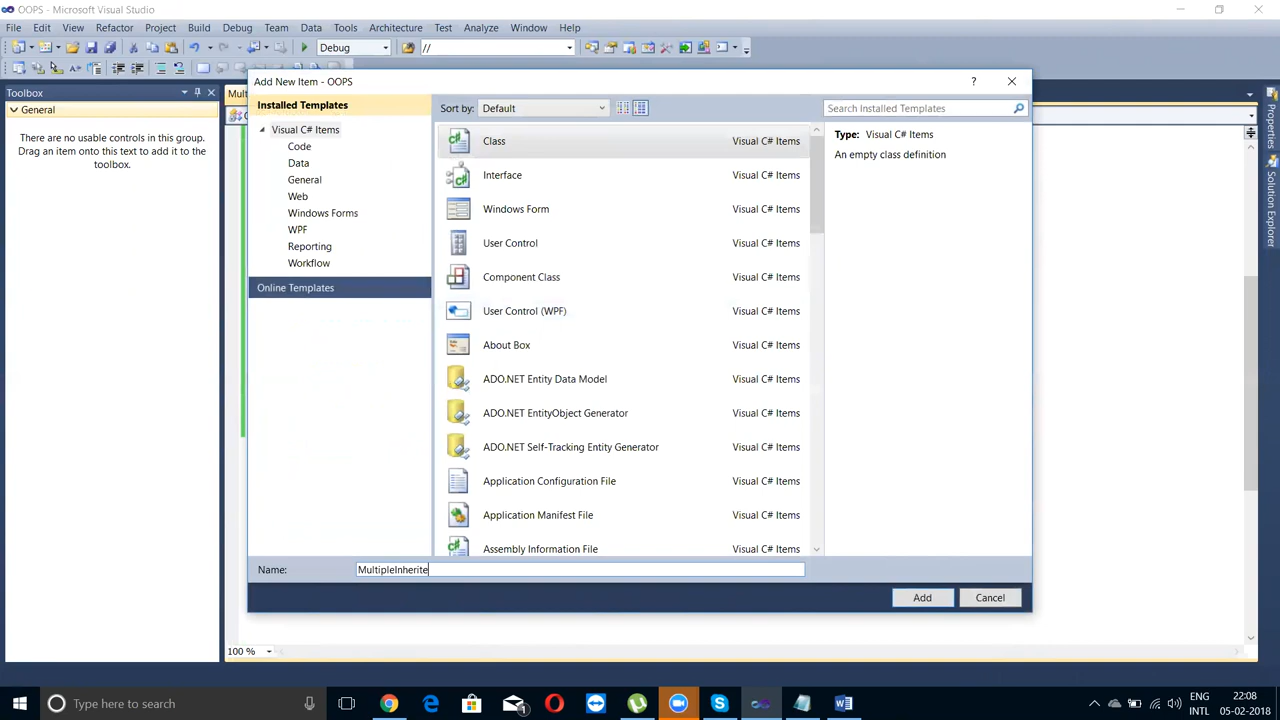 OOPS - Microsoft Visual Studio
File Edit View Refactor Project Build Debug Team Data Tools Architecture Test Analyze Window Help
Debug //
Toolbox
General
There are no usable controls in this group.
Drag an item onto this text to add it to the
toolbox.
Mul
Add New Item - OOPS
?
Installed Templates
Visual C# Items
Code
Data
General
Web
Windows Forms
WPF
Reporting
Workflow
Online Templates
Sort by: Default
Search Installed Templates
Class Visual C# Items
Interface Visual C# Items
Windows Form Visual C# Items
User Control Visual C# Items
Component Class Visual C# Items
User Control (WPF) Visual C# Items
About Box Visual C# Items
ADO.NET Entity Data Model Visual C# Items
ADO.NET EntityObject Generator Visual C# Items
ADO.NET Self-Tracking Entity Generator Visual C# Items
Application Configuration File Visual C# Items
Application Manifest File Visual C# Items
Assembly Information File Visual C# Items
Type: Visual C# Items
An empty class definition
Name: MultipleInherite
Add Cancel
Properties
Solution Explorer
100 %
Type here to search
1
ENG
INTL
22:08
05-02-2018